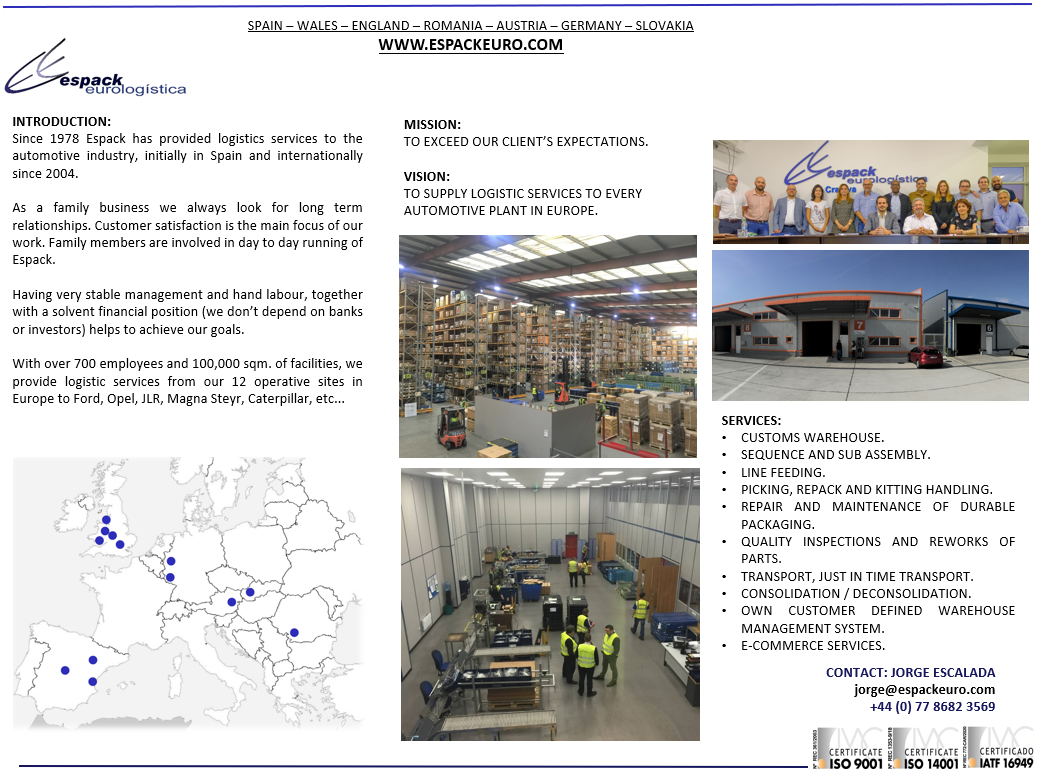 SPAIN – WALES – ENGLAND – ROMANIA – AUSTRIA – GERMANY – SLOVAKIA
WWW.ESPACKEURO.COM
espack
eurologística
INTRODUCTION:
Since 1978 Espack has provided logistics services to the
automotive industry, initially in Spain and internationally
since 2004.
As a family business we always look for long term
relationships. Customer satisfaction is the main focus of our
work. Family members are involved in day to day running of
Espack.
Having very stable management and hand labour, together
with a solvent financial position (we don't depend on banks
or investors) helps to achieve our goals.
With over 700 employees and 100,000 sqm. of facilities, we
provide logistic services from our 12 operative sites in
Europe to Ford, Opel, JLR, Magna Steyr, Caterpillar, etc...
MISSION:
TO EXCEED OUR CLIENT'S EXPECTATIONS.
VISION:
TO SUPPLY LOGISTIC SERVICES TO EVERY
AUTOMOTIVE PLANT IN EUROPE.
espack
eurologística
8
7
6
SERVICES:
• CUSTOMS WAREHOUSE.
• SEQUENCE AND SUB ASSEMBLY.
• LINE FEEDING.
• PICKING, REPACK AND KITTING HANDLING.
• REPAIR AND MAINTENANCE OF DURABLE
PACKAGING.
• QUALITY INSPECTIONS AND REWORKS OF
PARTS.
• TRANSPORT, JUST IN TIME TRANSPORT.
• CONSOLIDATION / DECONSOLIDATION.
• OWN CUSTOMER DEFINED WAREHOUSE
MANAGEMENT SYSTEM.
• E-COMMERCE SERVICES.
CONTACT: JORGE ESCALADA
jorge@espackeuro.com
+44 (0) 77 8682 3569
IVAC
CERTIFICATE
ISO 9001
IVAC
CERTIFICATE
ISO 14001
IVAC
CERTIFICADO
IATF 16949